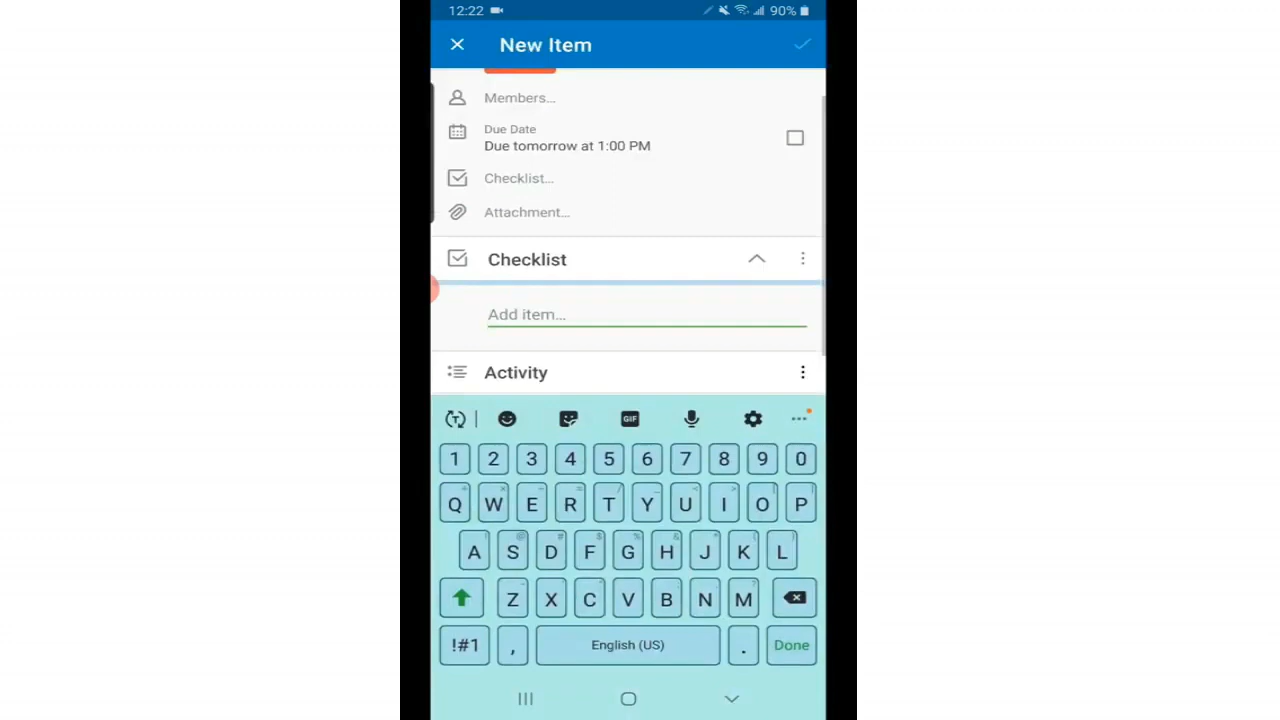 12:22 90%
New Item
Members...
Due Date
Due tomorrow at 1:00 PM
Checklist...
Attachment...
Checklist
Add item...
Activity
T GIF
1 2 3 4 5 6 7 8 9 0
Q W E R T Y U I O P
A S D F G H J K L
Z X C V B N M
!#1 , English (US) . Done